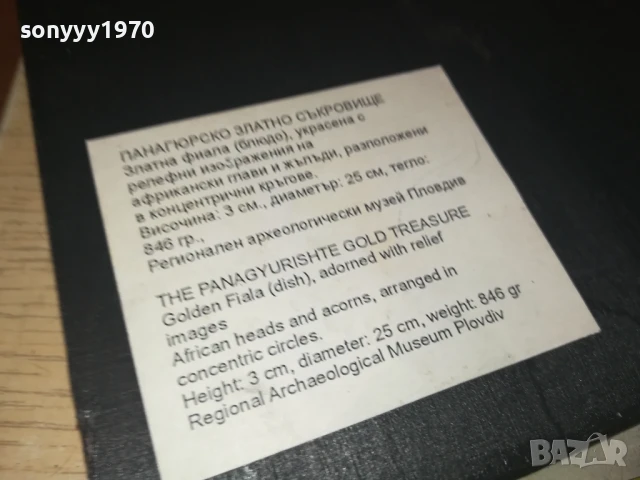 sonyyy1970
ПАНАГЮРСКО ЗЛАТНО СЪКРОВИЩЕ
Златна фиала (блюдо), украсена с
релефни изображения на
африкански глави и жълъди, разположени
в концентрични кръгове.
Височина: 3 см., диаметър: 25 см, тегло:
846 гр.,
Регионален археологически музей Пловдив
THE PANAGYURISHTE GOLD TREASURE
Golden Fiala (dish), adorned with relief
images
African heads and acorns, arranged in
concentric circles.
Height: 3 cm, diameter: 25 cm, weight: 846 gr
Regional Archaeological Museum Plovdiv
BAZAR